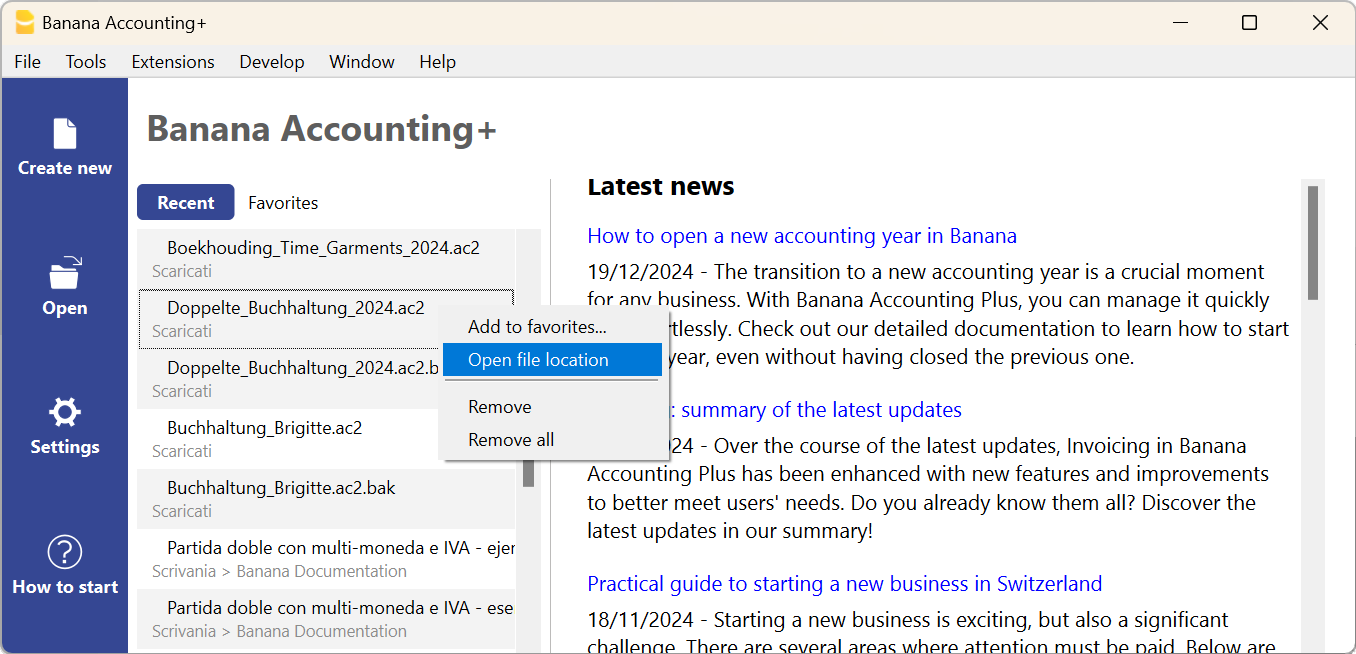 Banana Accounting+
File Tools Extensions Develop Window Help
Banana Accounting+
Create new
Open
Settings
How to start
Recent Favorites
Boekhouding_Time_Garments_2024.ac2
Scaricati
Doppelte_Buchhaltung_2024.ac2
Scaricati
Doppelte_Buchhaltung_2024.ac2.b
Scaricati
Buchhaltung_Brigitte.ac2
Scaricati
Buchhaltung_Brigitte.ac2.bak
Scaricati
Partida doble con multi-moneda e IVA - ejer
Scrivania > Banana Documentation
Partida doble con multi-moneda e IVA - ese
Scrivania > Banana Documentation
Add to favorites...
Open file location
Remove
Remove all
Latest news
How to open a new accounting year in Banana
19/12/2024 - The transition to a new accounting year is a crucial moment
for any business. With Banana Accounting Plus, you can manage it quickly
rtlessly. Check out our detailed documentation to learn how to start
year, even without having closed the previous one.
: summary of the latest updates
24 - Over the course of the latest updates, Invoicing in Banana
Accounting Plus has been enhanced with new features and improvements
to better meet users' needs. Do you already know them all? Discover the
latest updates in our summary!
Practical guide to starting a new business in Switzerland
18/11/2024 - Starting a new business is exciting, but also a significant
challenge. There are several areas where attention must be paid. Below are